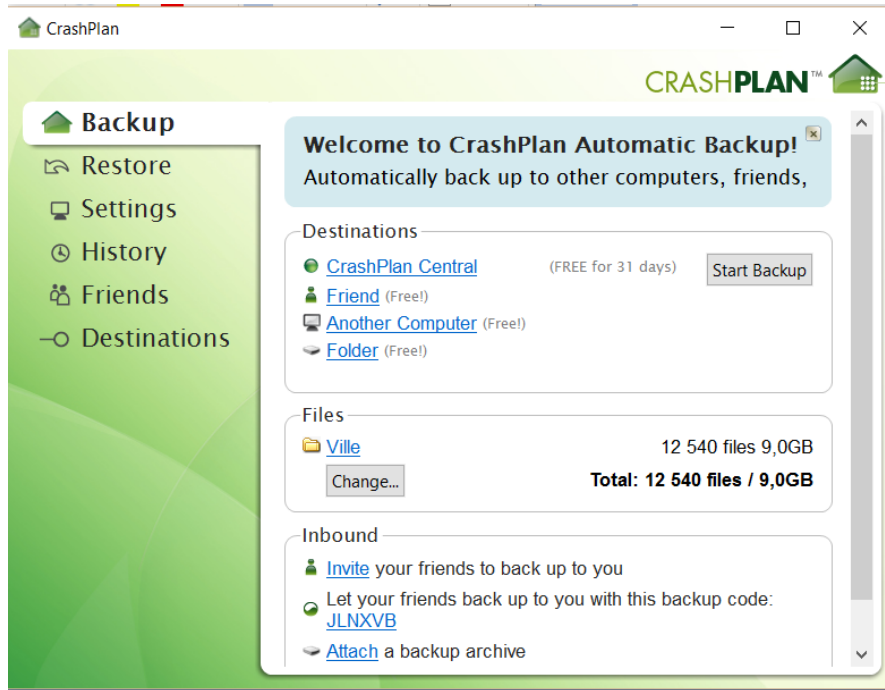 CrashPlan
CRASHPLAN™
Backup
Restore
Settings
History
Friends
Destinations
Welcome to CrashPlan Automatic Backup!
Automatically back up to other computers, friends,
Destinations
CrashPlan Central (FREE for 31 days) Start Backup
Friend (Free!)
Another Computer (Free!)
Folder (Free!)
Files
Ville 12 540 files 9,0GB
Change... Total: 12 540 files / 9,0GB
Inbound
Invite your friends to back up to you
Let your friends back up to you with this backup code:
JLNXVB
Attach a backup archive